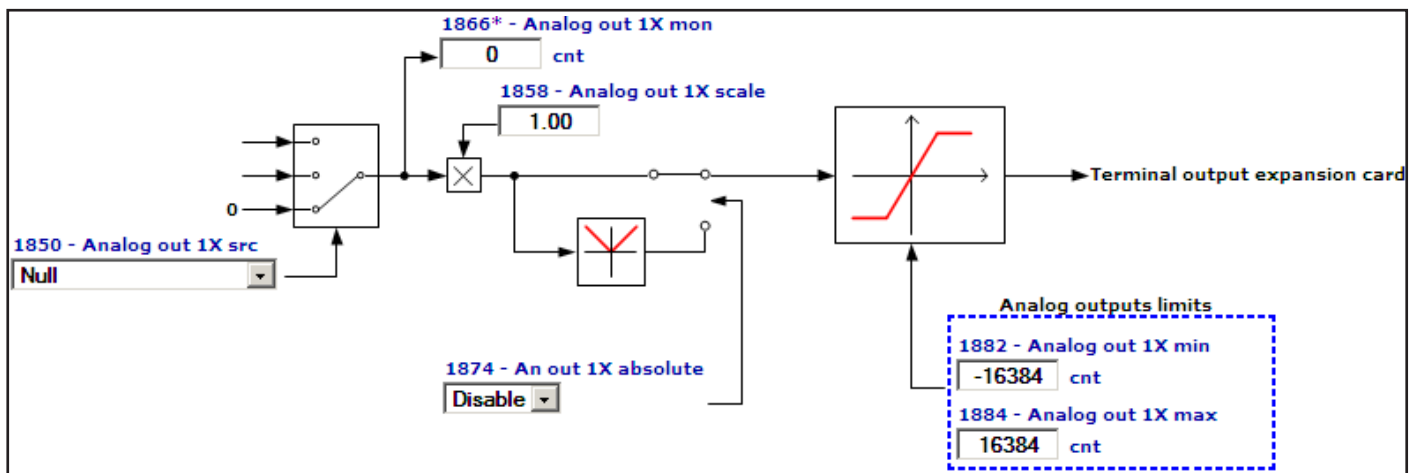 1866* - Analog out 1X mon
0 cnt
1858 - Analog out 1X scale
1.00
0
1850 - Analog out 1X src
Null
Terminal output expansion card
Analog outputs limits
1882 - Analog out 1X min
-16384 cnt
1874 - An out 1X absolute
Disable
1884 - Analog out 1X max
16384 cnt